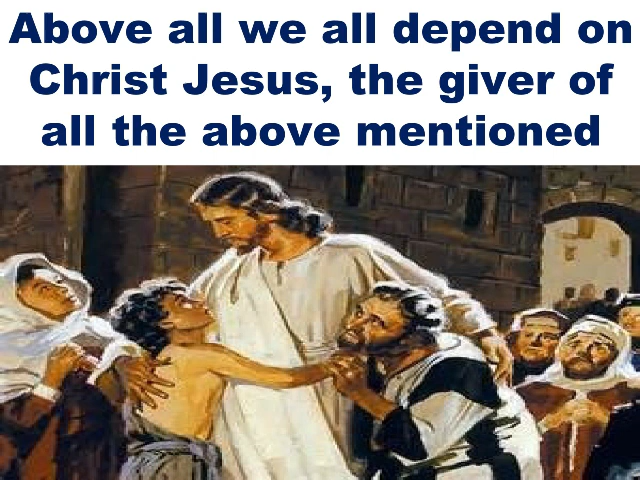 Above all we all depend on
Christ Jesus, the giver of
all the above mentioned